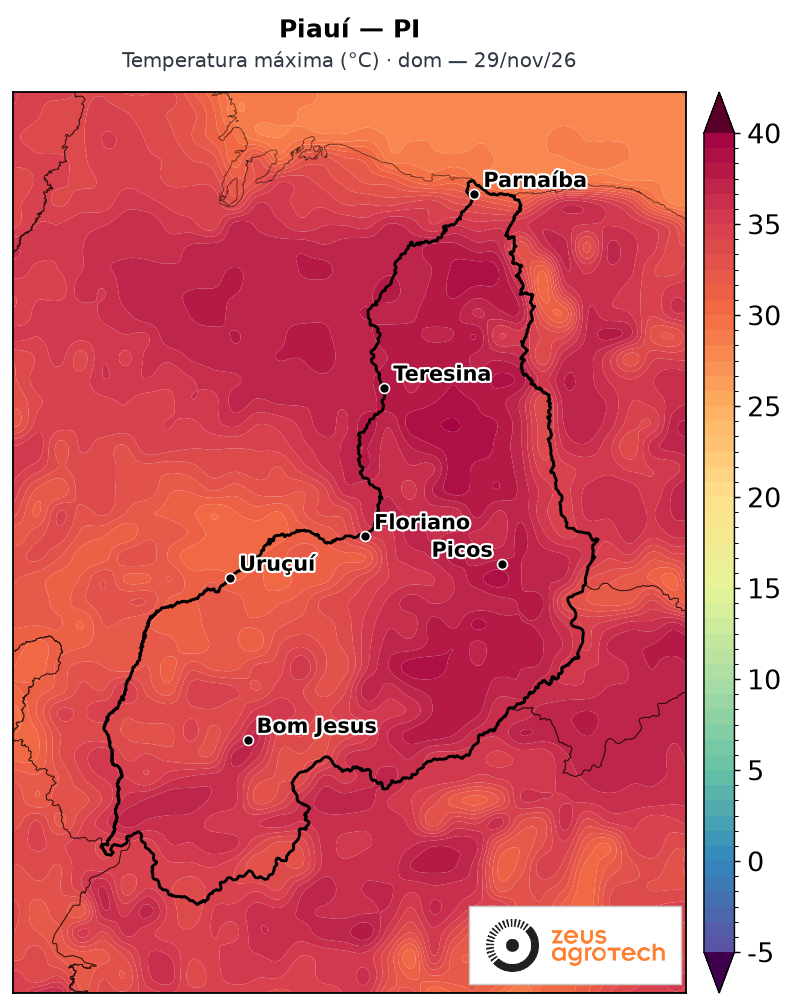 Piauí — PI
Temperatura máxima (°C) · dom — 29/nov/26
Parnaíba
Teresina
Floriano
Picos
Uruçuí
Bom Jesus
40
35
30
25
20
15
10
5
0
-5
zeus
agrotech